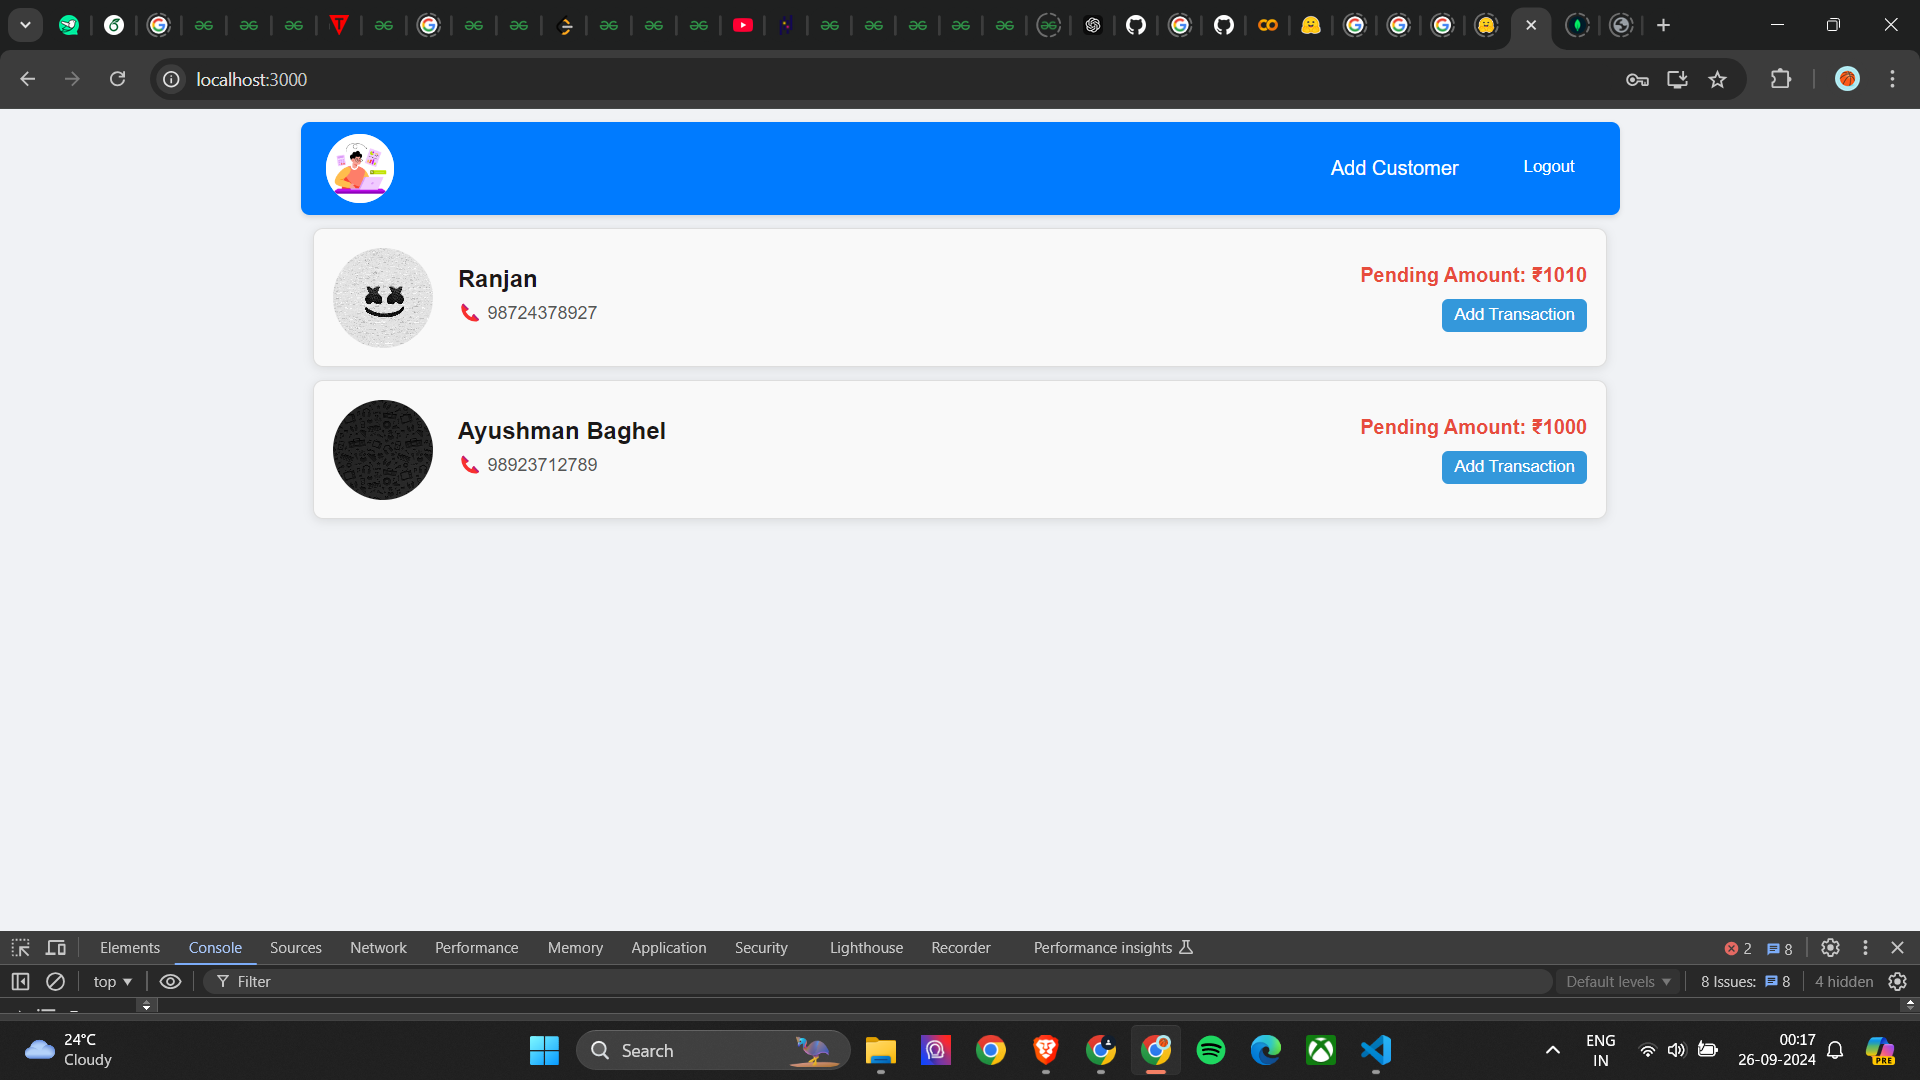 localhost:3000
Add Customer
Logout
Ranjan
98724378927
Pending Amount: ₹1010
Add Transaction
Ayushman Baghel
98923712789
Pending Amount: ₹1000
Add Transaction
Elements Console Sources Network Performance Memory Application Security Lighthouse Recorder Performance insights 2 8
top Filter Default levels 8 Issues: 8 4 hidden
24°C
Cloudy
Search
ENG
IN
00:17
26-09-2024
PRE